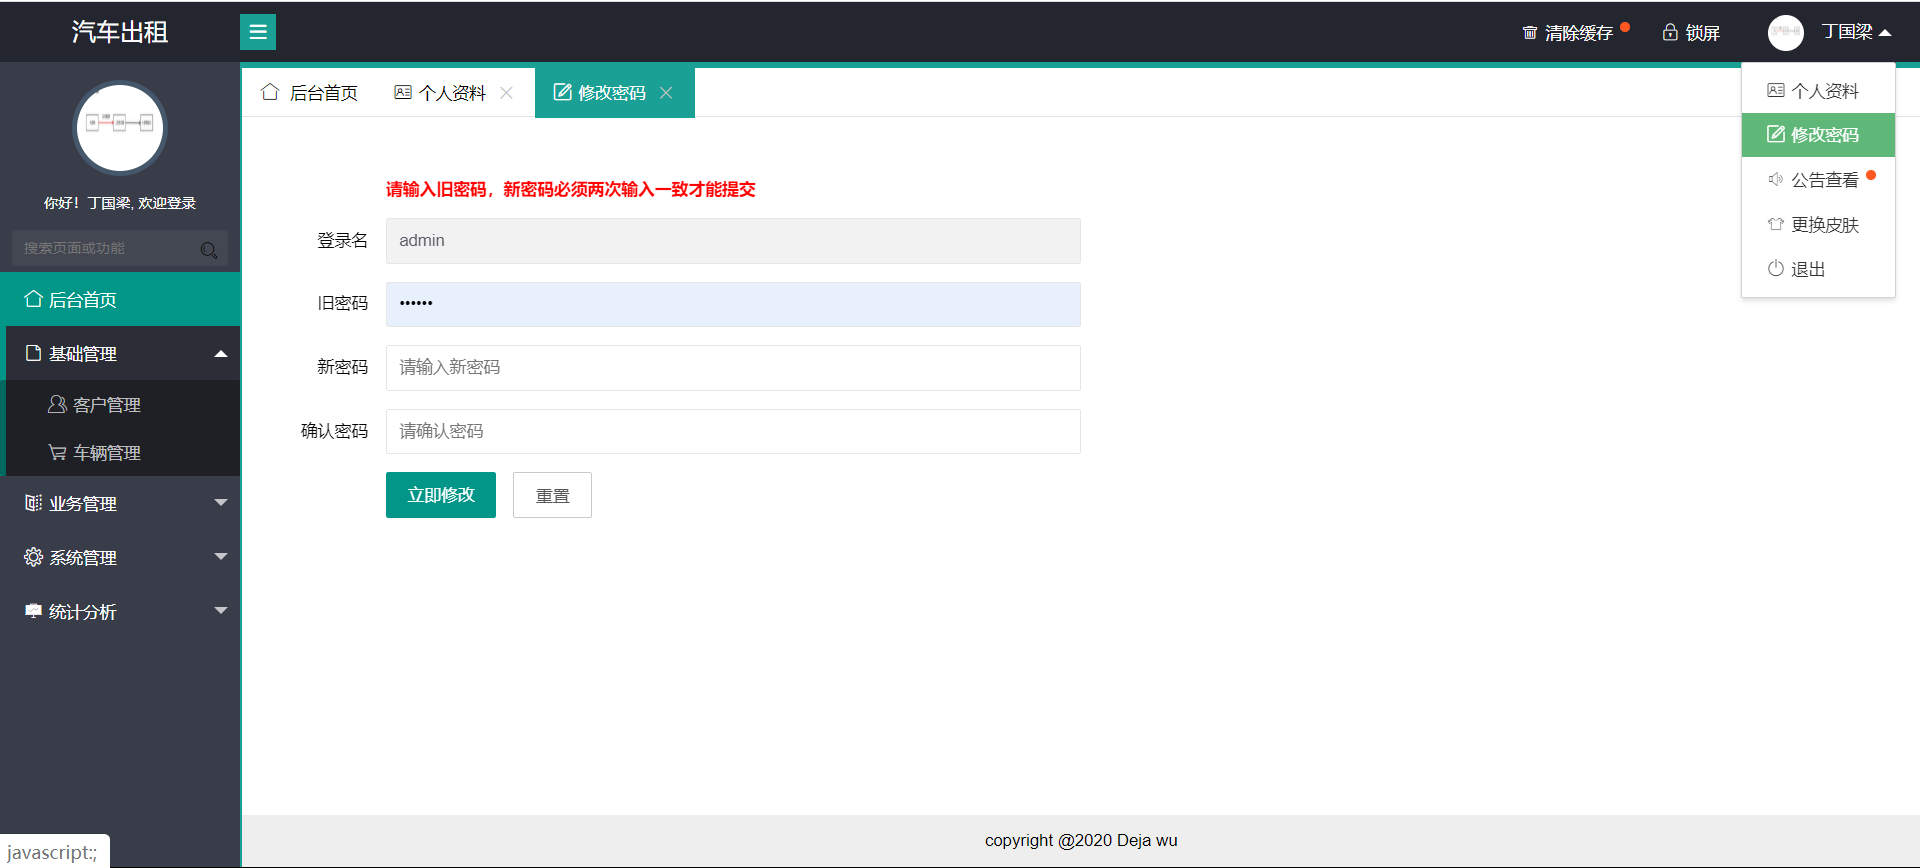 汽车出租
清除缓存
锁屏
丁国梁
你好！丁国梁, 欢迎登录
搜索页面或功能
后台首页
基础管理
客户管理
车辆管理
业务管理
系统管理
统计分析
后台首页
个人资料
修改密码
请输入旧密码，新密码必须两次输入一致才能提交
登录名
admin
旧密码
••••••
新密码
请输入新密码
确认密码
请确认密码
立即修改
重置
个人资料
修改密码
公告查看
更换皮肤
退出
copyright @2020 Deja wu
javascript:;